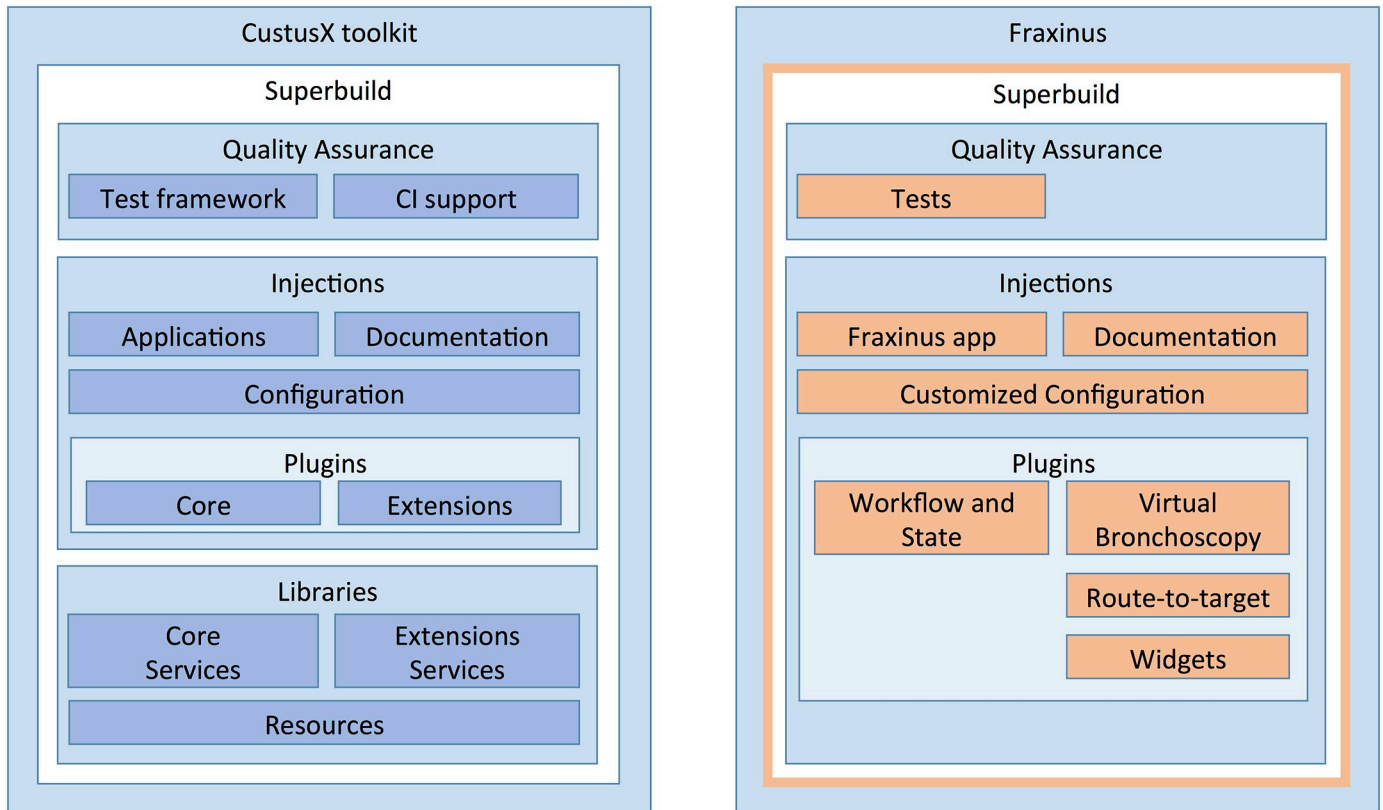 CustusX toolkit
Superbuild
Quality Assurance
Test framework
CI support
Injections
Applications
Documentation
Configuration
Plugins
Core
Extensions
Libraries
Core
Services
Extensions
Services
Resources
Fraxinus
Superbuild
Quality Assurance
Tests
Injections
Fraxinus app
Documentation
Customized Configuration
Plugins
Workflow and
State
Virtual
Bronchoscopy
Route-to-target
Widgets